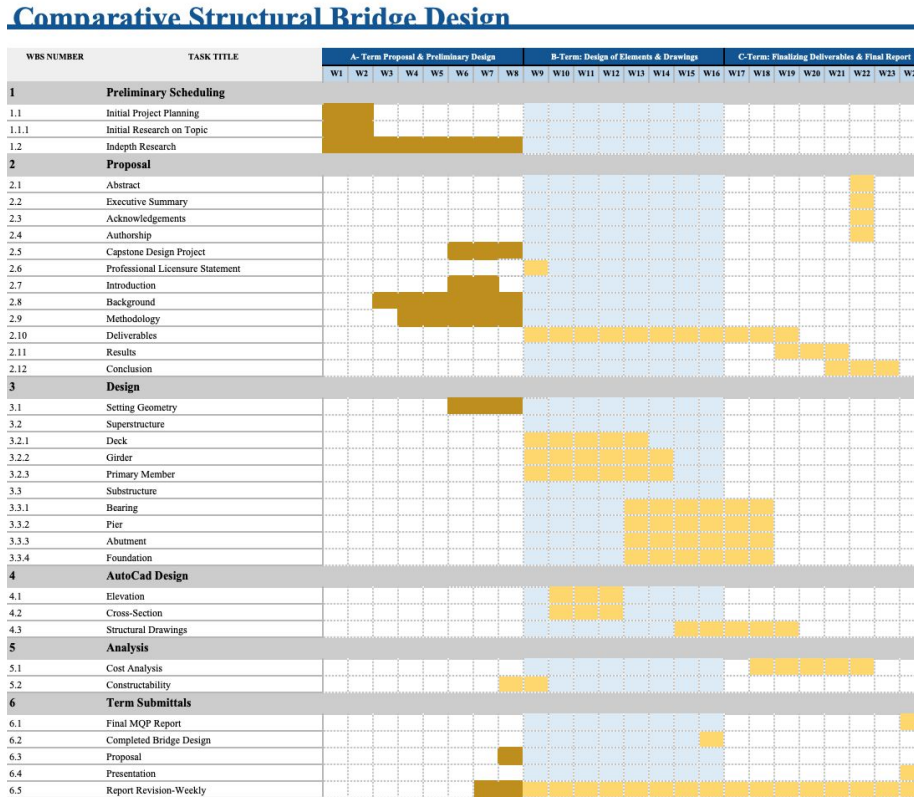 Comparative Structural Bridge Design
WBS NUMBER TASK TITLE A- Term Proposal & Preliminary Design B-Term: Design of Elements & Drawings C-Term: Finalizing Deliverables & Final Report
W1 W2 W3 W4 W5 W6 W7 W8 W9 W10 W11 W12 W13 W14 W15 W16 W17 W18 W19 W20 W21 W22 W23
1 Preliminary Scheduling
1.1 Initial Project Planning
1.1.1 Initial Research on Topic
1.2 Indepth Research
2 Proposal
2.1 Abstract
2.2 Executive Summary
2.3 Acknowledgements
2.4 Authorship
2.5 Capstone Design Project
2.6 Professional Licensure Statement
2.7 Introduction
2.8 Background
2.9 Methodology
2.10 Deliverables
2.11 Results
2.12 Conclusion
3 Design
3.1 Setting Geometry
3.2 Superstructure
3.2.1 Deck
3.2.2 Girder
3.2.3 Primary Member
3.3 Substructure
3.3.1 Bearing
3.3.2 Pier
3.3.3 Abutment
3.3.4 Foundation
4 AutoCad Design
4.1 Elevation
4.2 Cross-Section
4.3 Structural Drawings
5 Analysis
5.1 Cost Analysis
5.2 Constructability
6 Term Submittals
6.1 Final MQP Report
6.2 Completed Bridge Design
6.3 Proposal
6.4 Presentation
6.5 Report Revision-Weekly